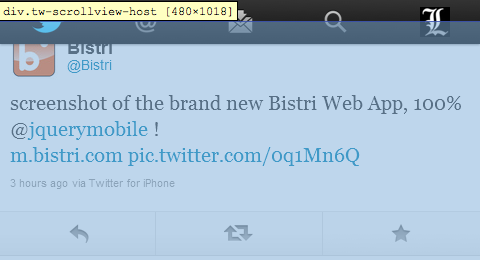 div.tw-scrollview-host [480×1018]
Bistri
@Bistri
screenshot of the brand new Bistri Web App, 100%
@jquerymobile !
m.bistri.com pic.twitter.com/0q1Mn6Q
3 hours ago via Twitter for iPhone